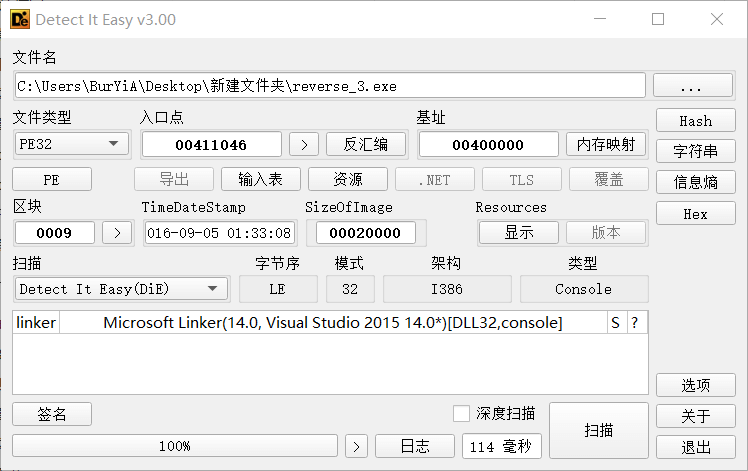 Detect It Easy v3.00
文件名
C:\Users\BurYiA\Desktop\新建文件夹\reverse_3.exe ...
文件类型 入口点 基址
PE32 00411046 > 反汇编 00400000 内存映射 Hash
字符串
PE 导出 输入表 资源 .NET TLS 覆盖 信息熵
区块 TimeDateStamp SizeOfImage Resources Hex
0009 > 016-09-05 01:33:08 00020000 显示 版本
扫描 字节序 模式 架构 类型
Detect It Easy(DiE) LE 32 I386 Console
linker Microsoft Linker(14.0, Visual Studio 2015 14.0*)[DLL32,console] S ?
选项
签名 深度扫描 扫描 关于
100% > 日志 114 毫秒 退出